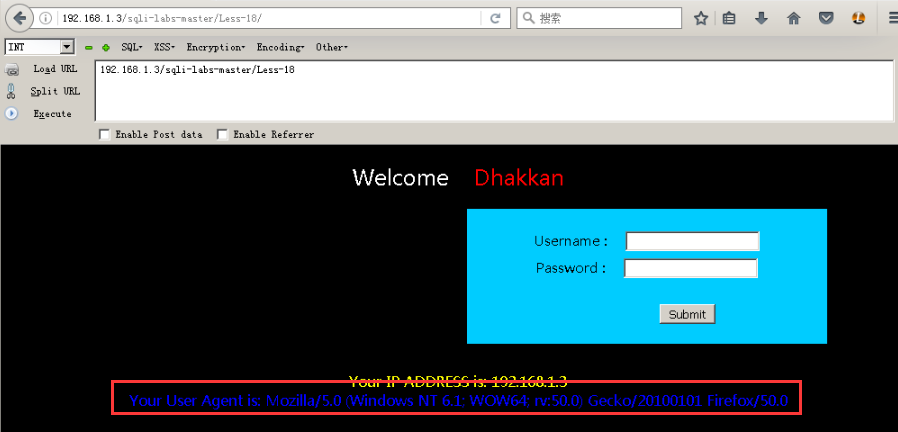 192.168.1.3/sqli-labs-master/Less-18/
搜索
INT SQL- XSS- Encryption- Encoding- Other-
Load URL
192.168.1.3/sqli-labs-master/Less-18
Split URL
Execute
Enable Post data Enable Referrer
Welcome Dhakkan
Username :
Password :
Submit
Your IP ADDRESS is: 192.168.1.3
Your User Agent is: Mozilla/5.0 (Windows NT 6.1; WOW64; rv:50.0) Gecko/20100101 Firefox/50.0